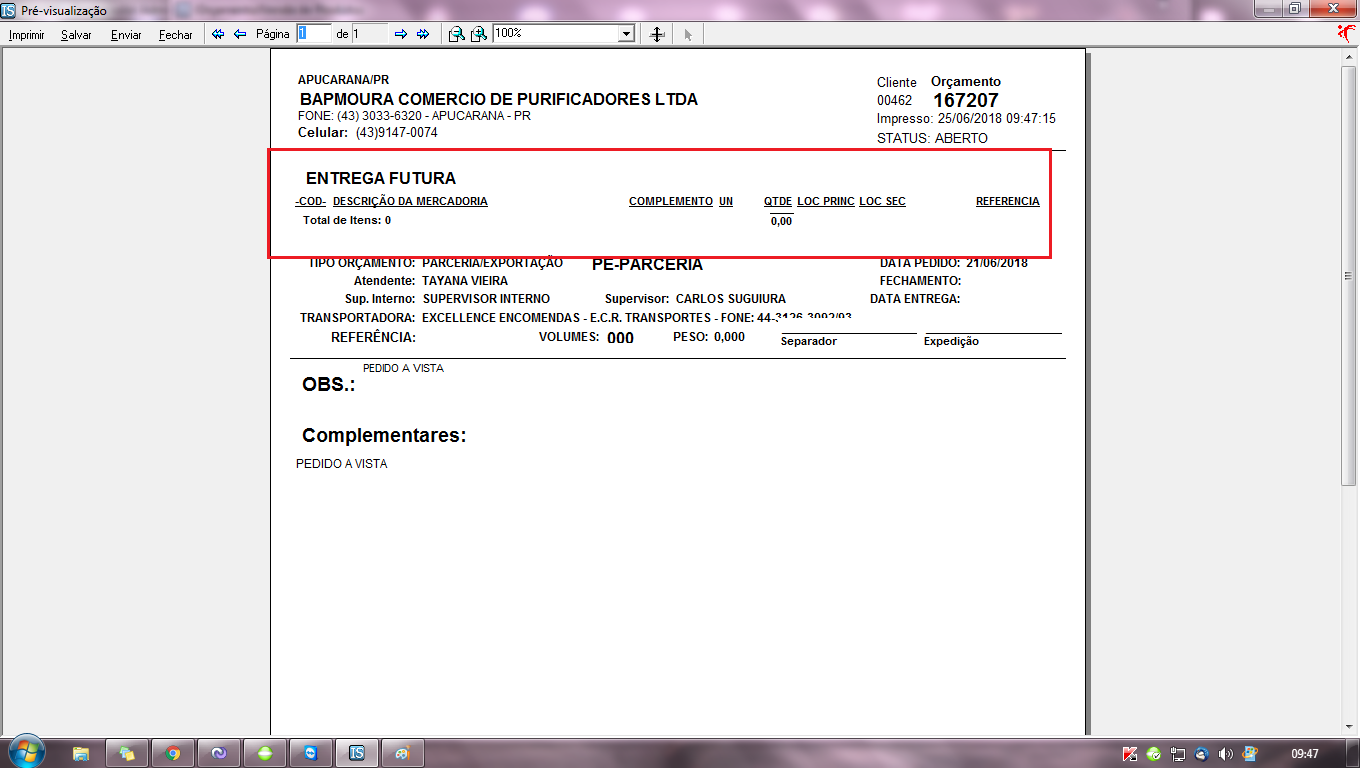 Pré-visualização
Imprimir Salvar Enviar Fechar Página 1 de 1 100%
APUCARANA/PR
BAPMOURA COMERCIO DE PURIFICADORES LTDA
FONE: (43) 3033-6320 - APUCARANA - PR
Celular: (43)9147-0074
Cliente Orçamento
00462 167207
Impresso: 25/06/2018 09:47:15
STATUS: ABERTO
ENTREGA FUTURA
-COD- DESCRIÇÃO DA MERCADORIA COMPLEMENTO UN QTDE LOC PRINC LOC SEC REFERENCIA
Total de Itens: 0 0,00
TIPO ORÇAMENTO: PARCERIA/EXPORTAÇÃO PE-PARCERIA DATA PEDIDO: 21/06/2018
Atendente: TAYANA VIEIRA FECHAMENTO:
Sup. Interno: SUPERVISOR INTERNO Supervisor: CARLOS SUGUIURA DATA ENTREGA:
TRANSPORTADORA: EXCELLENCE ENCOMENDAS - E.C.R. TRANSPORTES - FONE: 44-3126-3092/93
REFERÊNCIA: VOLUMES: 000 PESO: 0,000 Separador Expedição
PEDIDO A VISTA
OBS.:
Complementares:
PEDIDO A VISTA
09:47